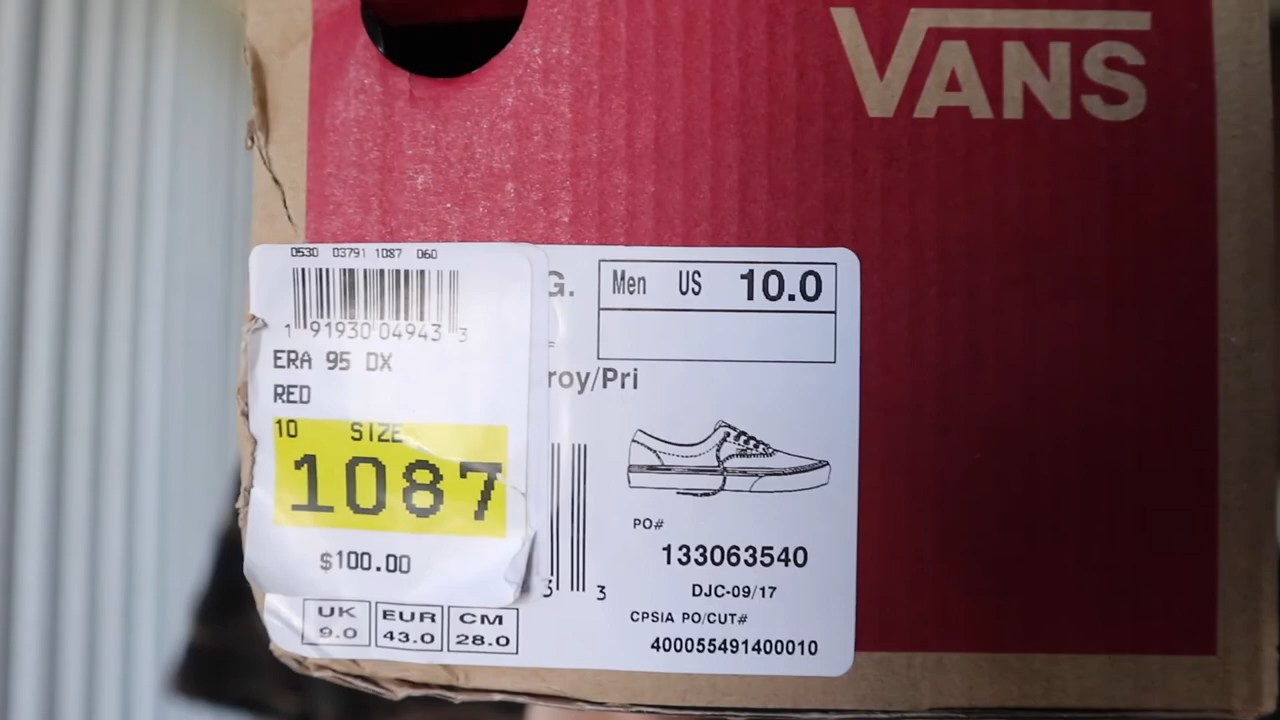 VANS
0530 03791 1087 060
1 91930 04943 3
ERA 95 DX
RED
10 SIZE
1087
$100.00
G.
Men US 10.0
roy/Pri
3 3
PO#
133063540
DJC-09/17
CPSIA PO/CUT#
400055491400010
UK EUR CM
9.0 43.0 28.0